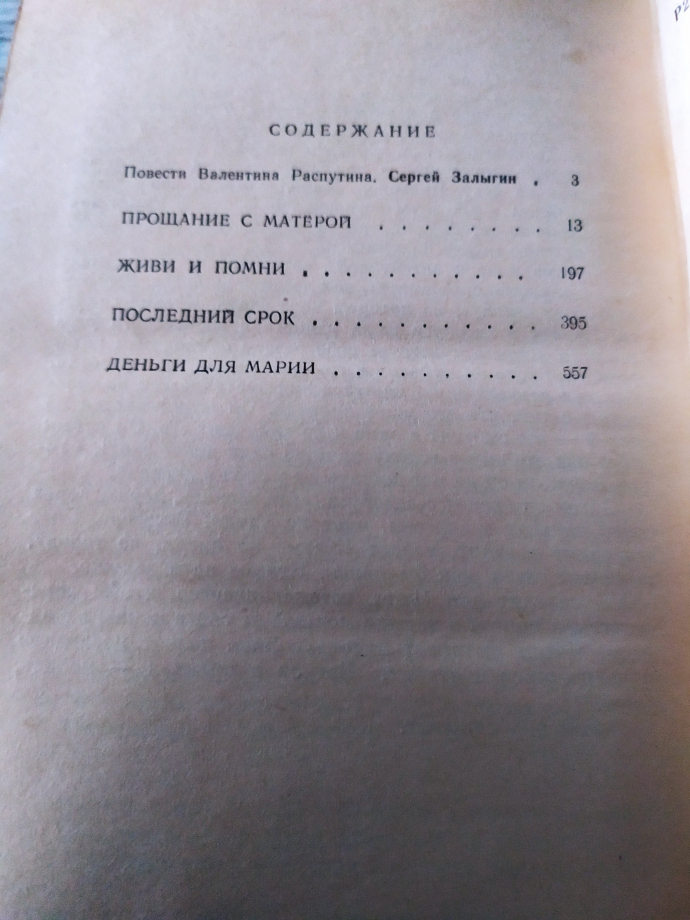 СОДЕРЖАНИЕ
Повести Валентина Распутина. Сергей Залыгин . 3
ПРОЩАНИЕ С МАТЕРОЙ . . . . . . . . 13
ЖИВИ И ПОМНИ . . . . . . . . . . . 197
ПОСЛЕДНИЙ СРОК . . . . . . . . . . . 395
ДЕНЬГИ ДЛЯ МАРИИ . . . . . . . . . . 557